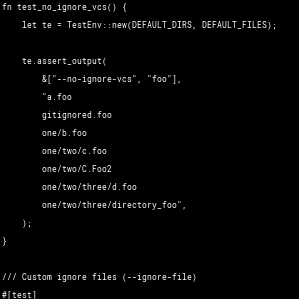 fn test_no_ignore_vcs() {
    let te = TestEnv::new(DEFAULT_DIRS, DEFAULT_FILES);

    te.assert_output(
        &["--no-ignore-vcs", "foo"],
        "a.foo
        gitignored.foo
        one/b.foo
        one/two/c.foo
        one/two/C.Foo2
        one/two/three/d.foo
        one/two/three/directory_foo",
    );
}

/// Custom ignore files (--ignore-file)
#[test]